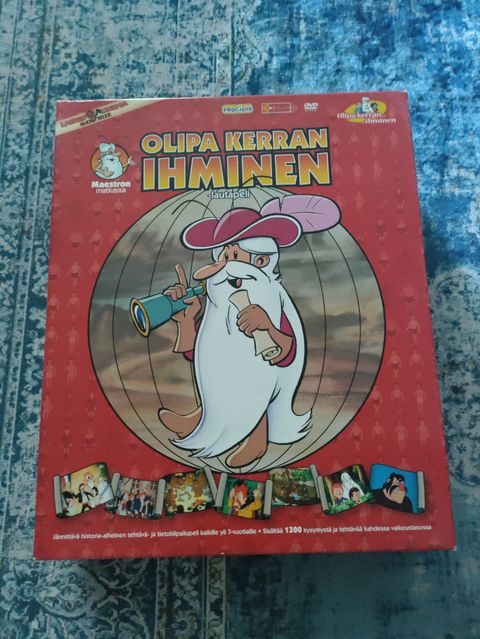 DVD
Olipa kerran
ihminen
Maestron
matkassa
OLIPA KERRAN
IHMINEN
-lautapeli
Jännittävä historia-aiheinen tehtävä- ja tietokilpailupeli kaikille yli 7-vuotiaille • Sisältää 1300 kysymystä ja tehtävää kahdessa vaikeustasossa